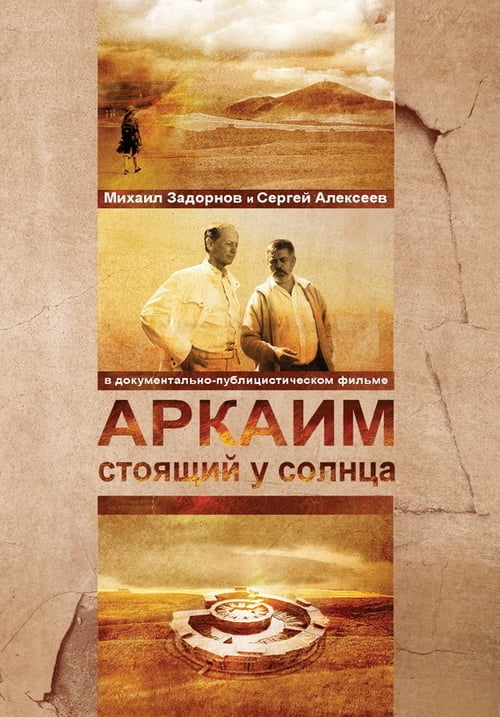 Михаил Задорнов и Сергей Алексеев
в документально-публицистическом фильме
АРКАИМ
СТОЯЩИЙ У СОЛНЦА